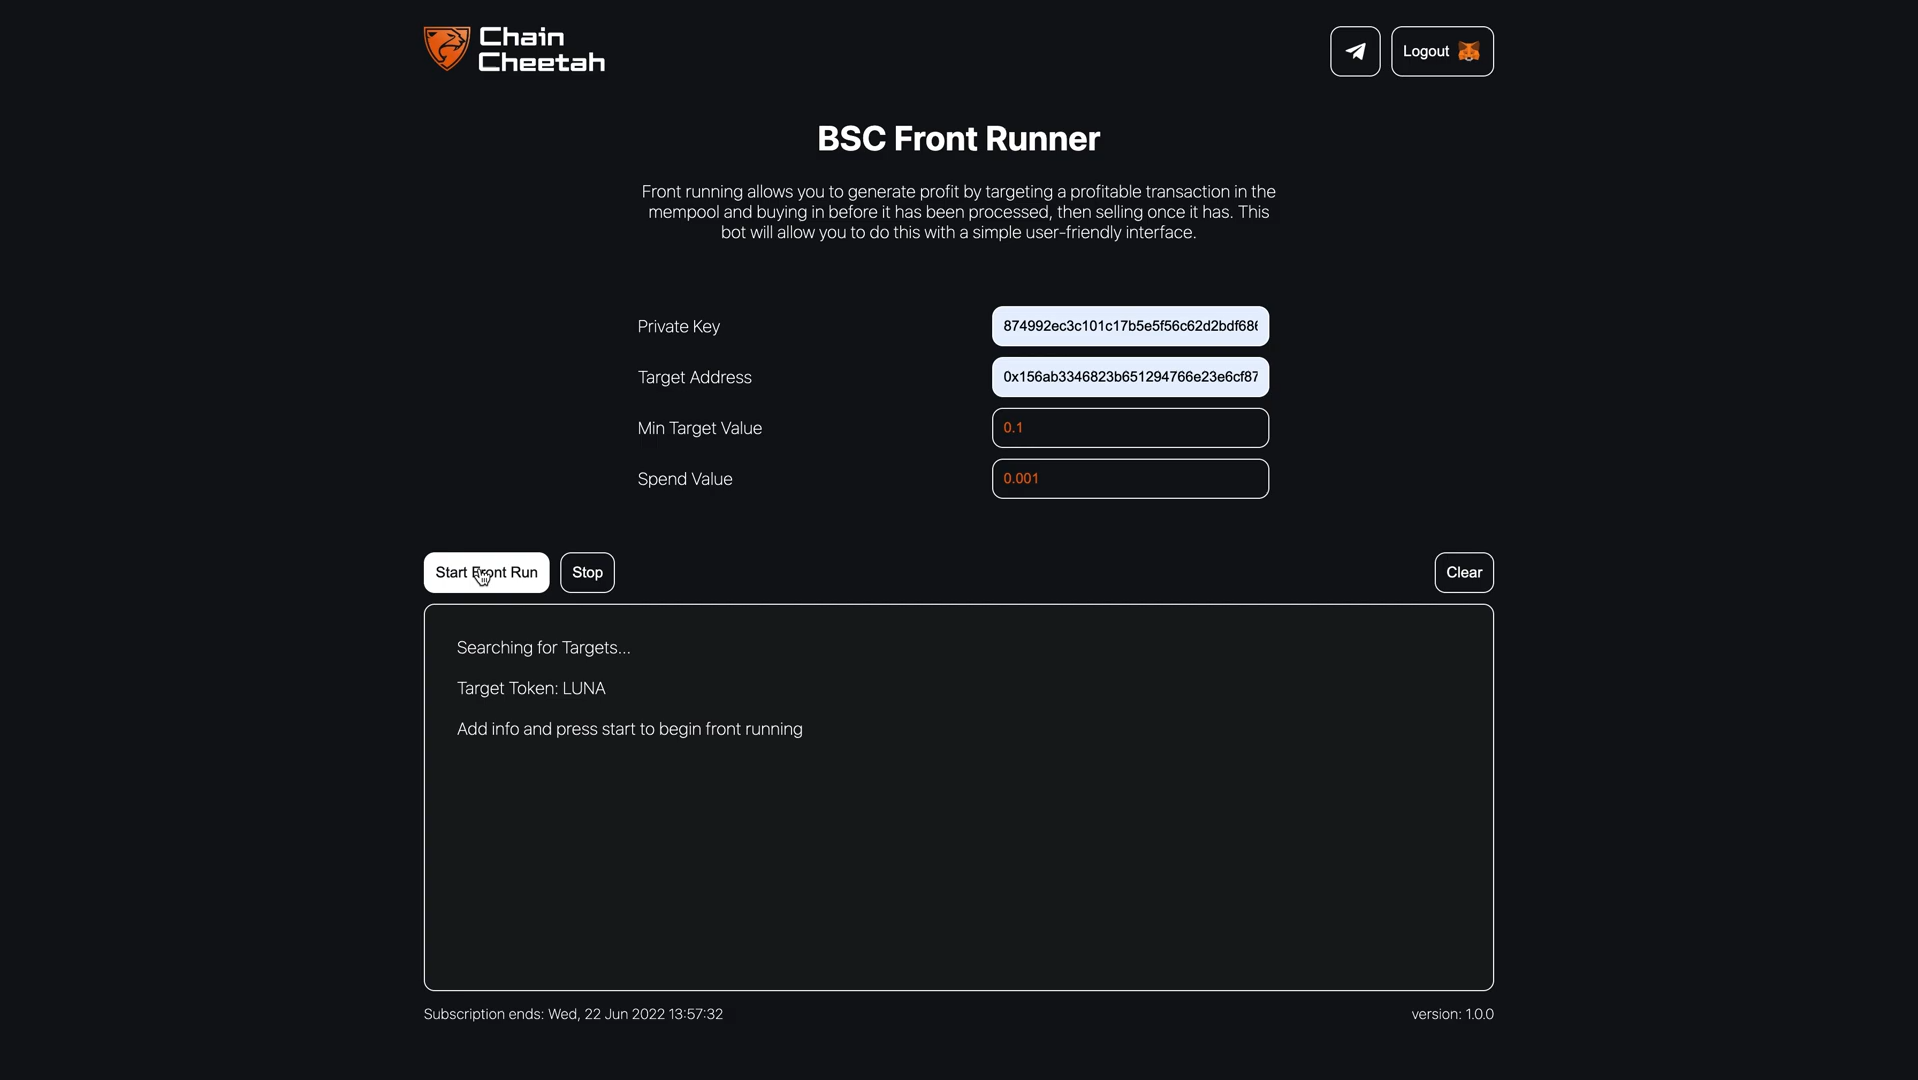 Chain
Cheetah
Logout
BSC Front Runner
Front running allows you to generate profit by targeting a profitable transaction in the
mempool and buying in before it has been processed, then selling once it has. This
bot will allow you to do this with a simple user-friendly interface.
Private Key
874992ec3c101c17b5e5f56c62d2bdf686
Target Address
0x156ab3346823b651294766e23e6cf87
Min Target Value
0.1
Spend Value
0.001
Start Front Run
Stop
Clear
Searching for Targets...
Target Token: LUNA
Add info and press start to begin front running
Subscription ends: Wed, 22 Jun 2022 13:57:32
version: 1.0.0